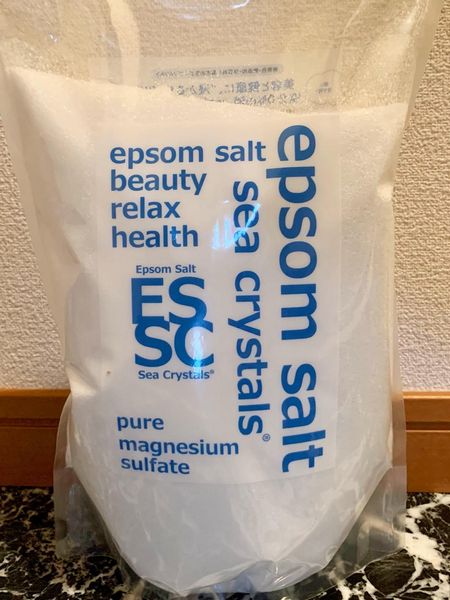 epsom salt
beauty
relax
health
Epsom Salt
ES
SC
Sea Crystals®
pure
magnesium
sulfate
epsom salt
sea crystals®